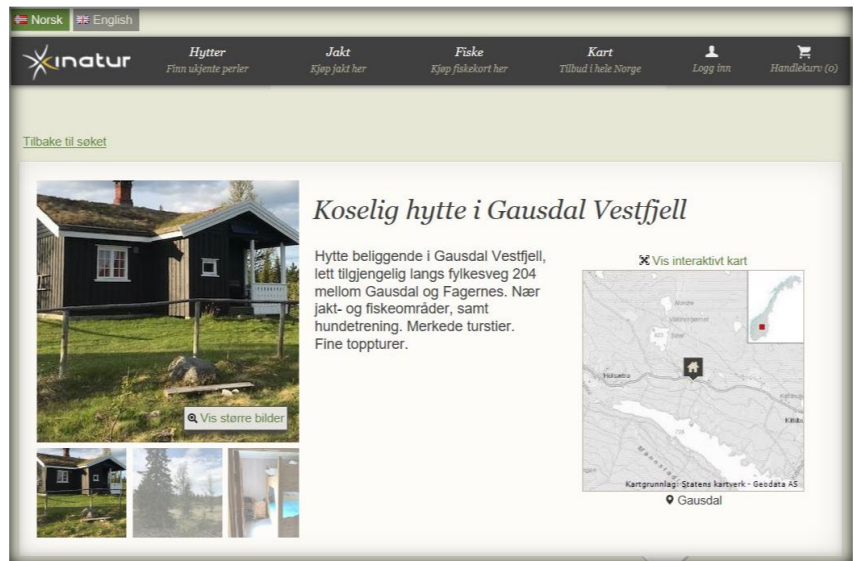 Norsk English
inatur
Hytter Jakt Fiske Kart
Finn ukjente perler Kjøp jakt her Kjøp fiskekort her Tilbud i hele Norge Logg inn Handlekurv (0)
Tilbake til søket
Koselig hytte i Gausdal Vestfjell
Hytte beliggende i Gausdal Vestfjell,
lett tilgjengelig langs fylkesveg 204
mellom Gausdal og Fagernes. Nær
jakt- og fiskeområder, samt
hundetrening. Merkede turstier.
Fine toppturer.
Vis større bilder
Vis interaktivt kart
Nordre
Holsætra
Kartgrunnlag: Statens kartverk - Geodata AS
Gausdal